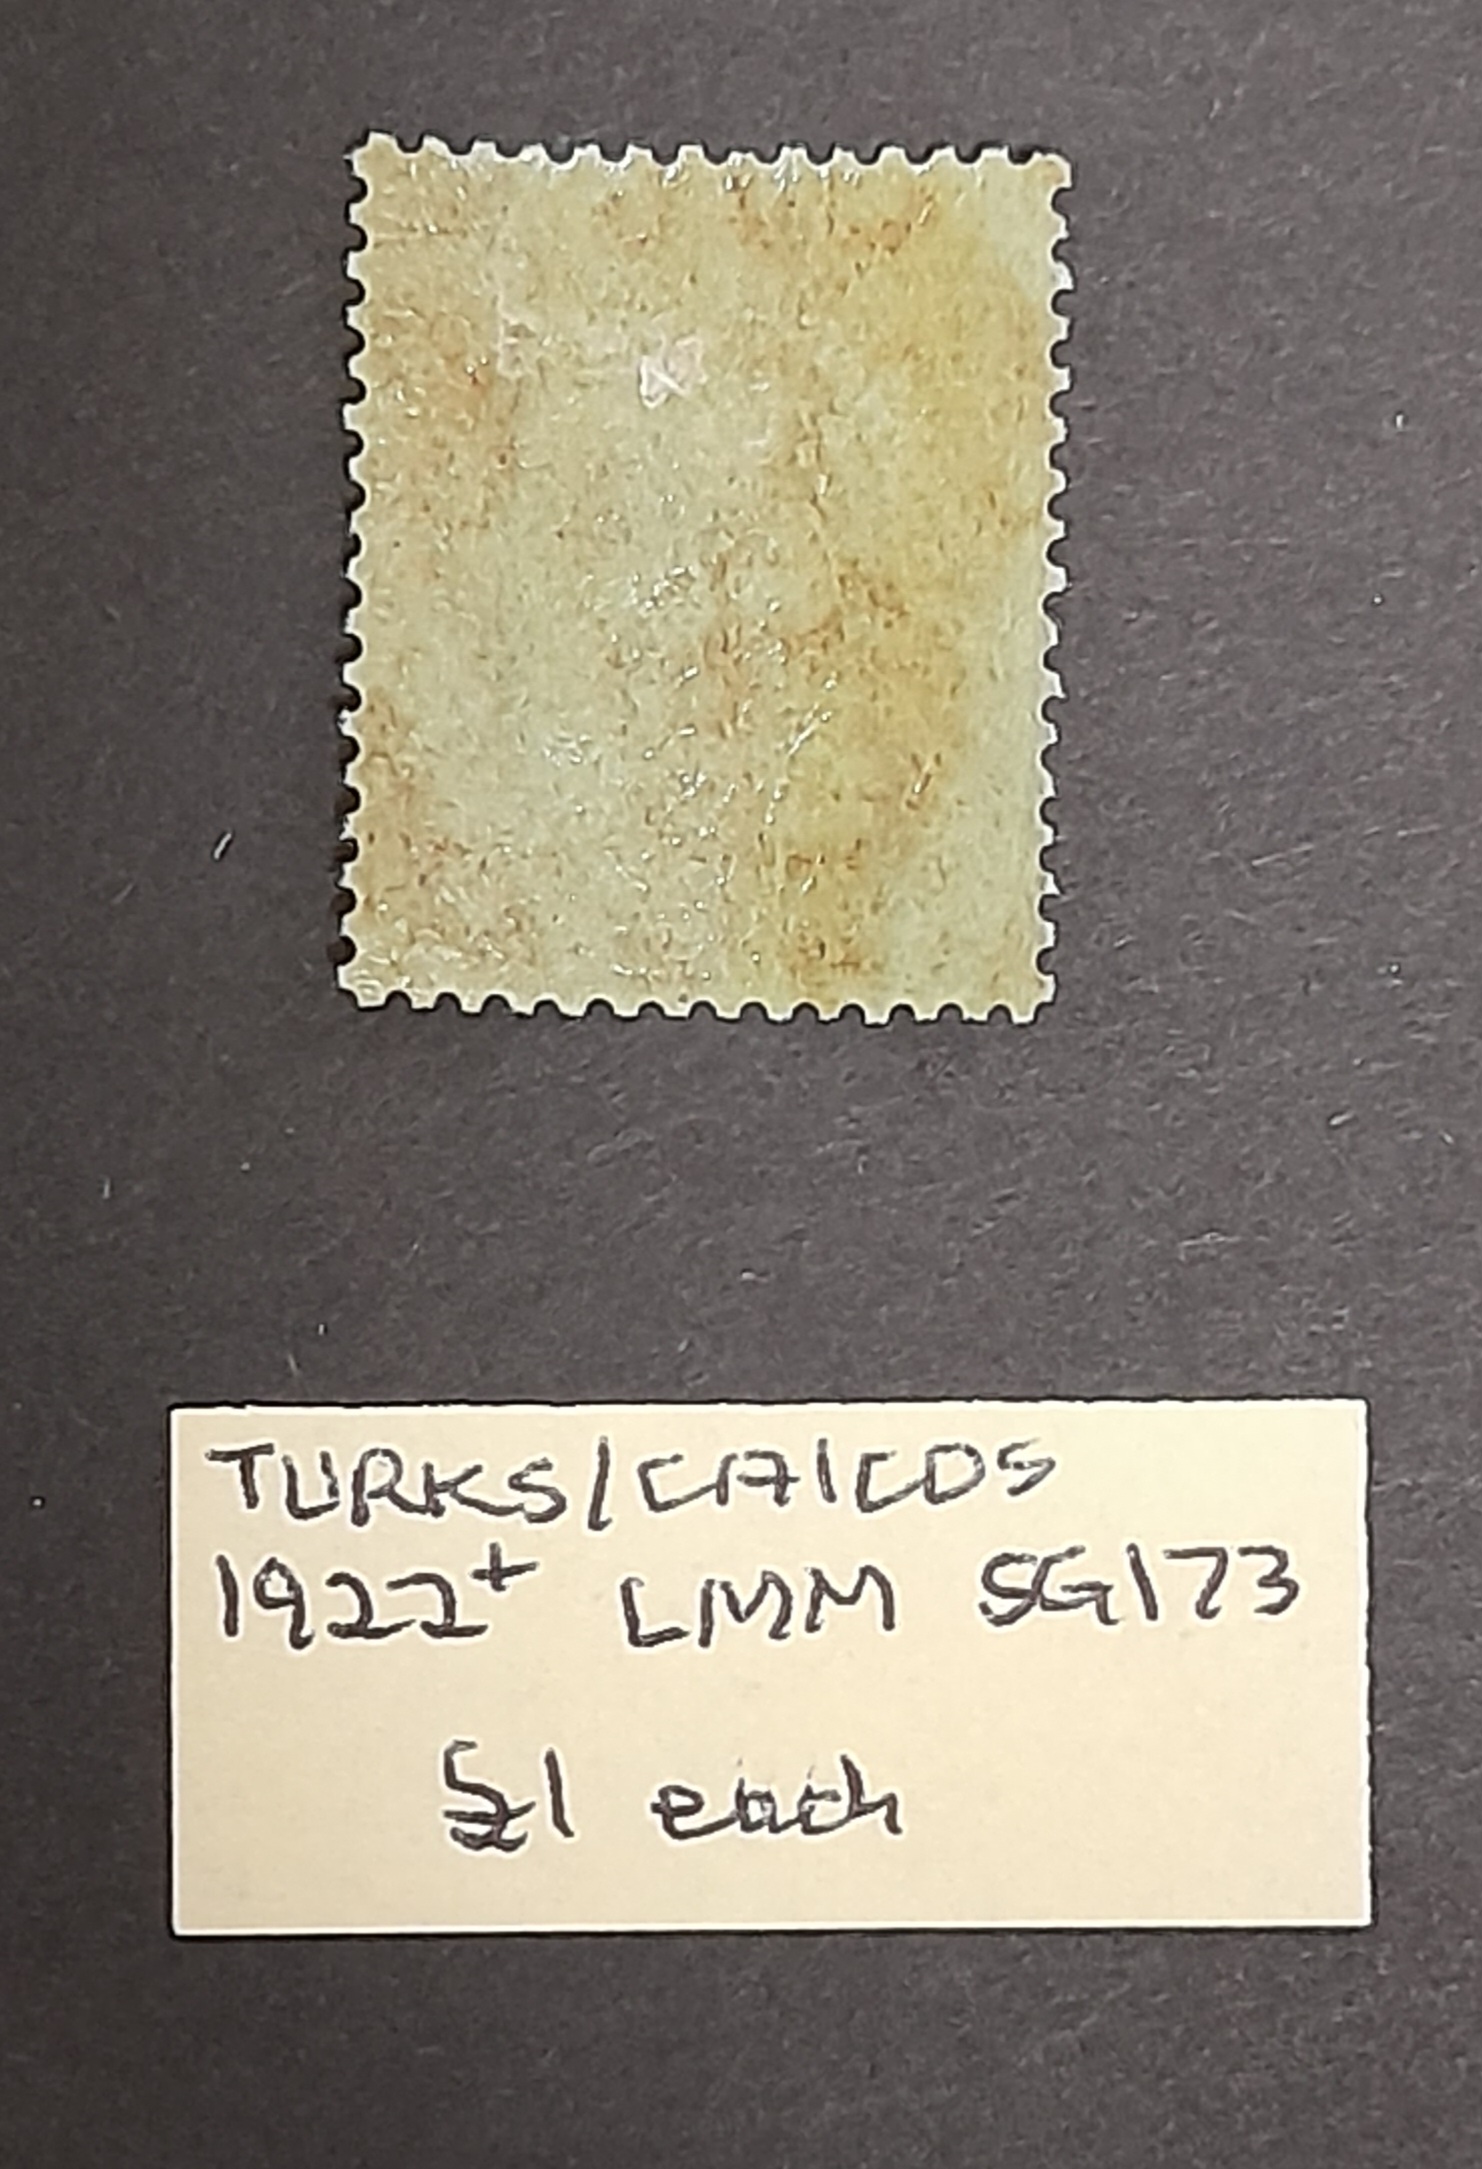 TURKS/CAICOS
1922+ LMM SG173
£1 each